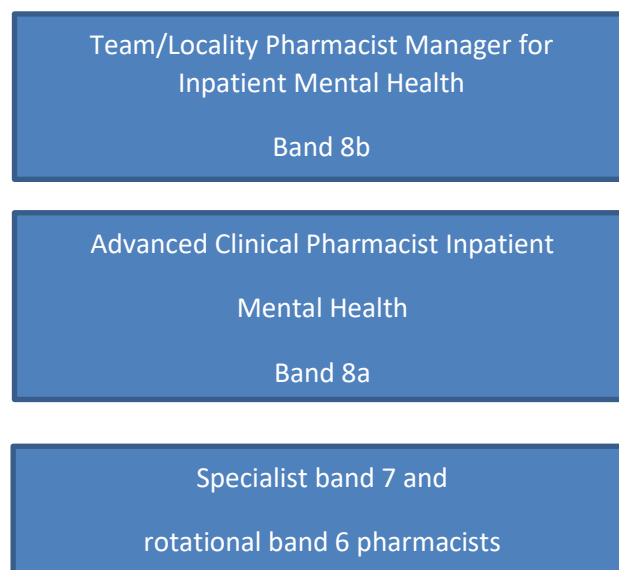 Team/Locality Pharmacist Manager for
Inpatient Mental Health
Band 8b
Advanced Clinical Pharmacist Inpatient
Mental Health
Band 8a
Specialist band 7 and
rotational band 6 pharmacists